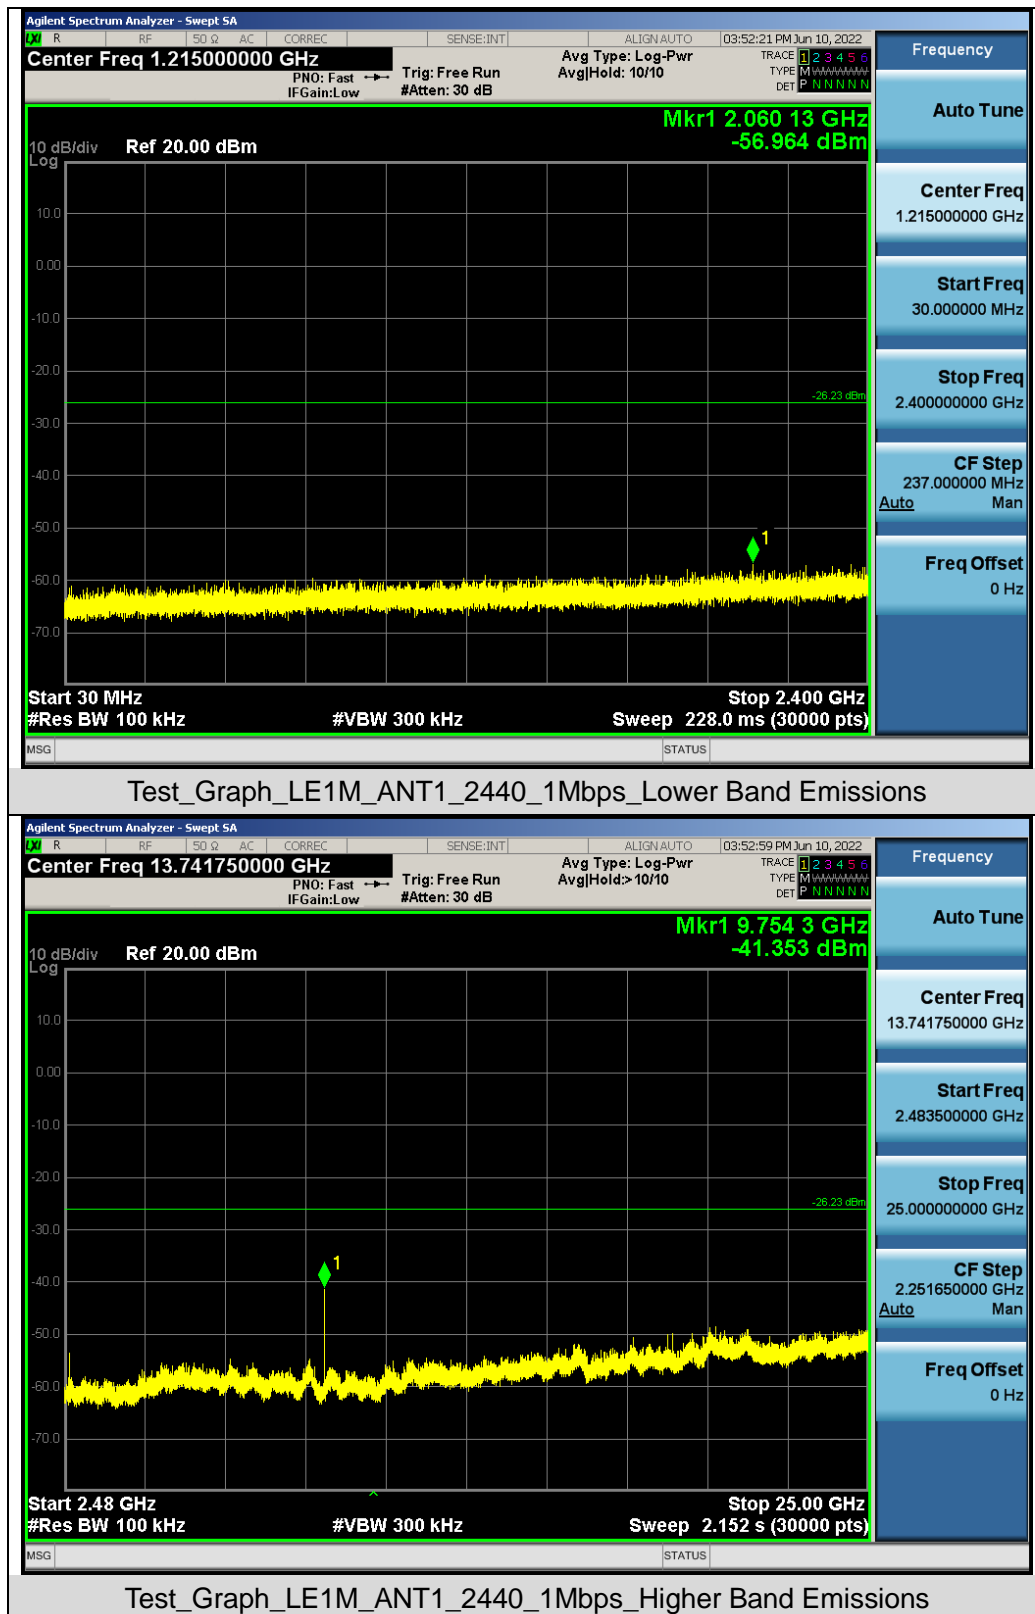 Agilent Spectrum Analyzer - Swept SA
LXI R RF 50 Ω AC CORREC SENSE:INT ALIGN AUTO 03:52:21 PM Jun 10, 2022
Center Freq 1.215000000 GHz
PNO: Fast
IFGain:Low
Trig: Free Run
#Atten: 30 dB
Avg Type: Log-Pwr
Avg|Hold: 10/10
TRACE 1 2 3 4 5 6
TYPE M
DET P N N N N N
Mkr1 2.060 13 GHz
-56.964 dBm
10 dB/div Ref 20.00 dBm
Log
10.0
0.00
-10.0
-20.0
-26.23 dBm
-30.0
-40.0
-50.0
1
-60.0
-70.0
Start 30 MHz Stop 2.400 GHz
#Res BW 100 kHz #VBW 300 kHz Sweep 228.0 ms (30000 pts)
MSG STATUS
Frequency
Auto Tune
Center Freq
1.215000000 GHz
Start Freq
30.000000 MHz
Stop Freq
2.400000000 GHz
CF Step
237.000000 MHz
Auto Man
Freq Offset
0 Hz
Test_Graph_LE1M_ANT1_2440_1Mbps_Lower Band Emissions
Agilent Spectrum Analyzer - Swept SA
LXI R RF 50 Ω AC CORREC SENSE:INT ALIGN AUTO 03:52:59 PM Jun 10, 2022
Center Freq 13.741750000 GHz
PNO: Fast
IFGain:Low
Trig: Free Run
#Atten: 30 dB
Avg Type: Log-Pwr
Avg|Hold:>10/10
TRACE 1 2 3 4 5 6
TYPE M
DET P N N N N N
Mkr1 9.754 3 GHz
-41.353 dBm
10 dB/div Ref 20.00 dBm
Log
10.0
0.00
-10.0
-20.0
-26.23 dBm
-30.0
1
-40.0
-50.0
-60.0
-70.0
Start 2.48 GHz Stop 25.00 GHz
#Res BW 100 kHz #VBW 300 kHz Sweep 2.152 s (30000 pts)
MSG STATUS
Frequency
Auto Tune
Center Freq
13.741750000 GHz
Start Freq
2.483500000 GHz
Stop Freq
25.000000000 GHz
CF Step
2.251650000 GHz
Auto Man
Freq Offset
0 Hz
Test_Graph_LE1M_ANT1_2440_1Mbps_Higher Band Emissions